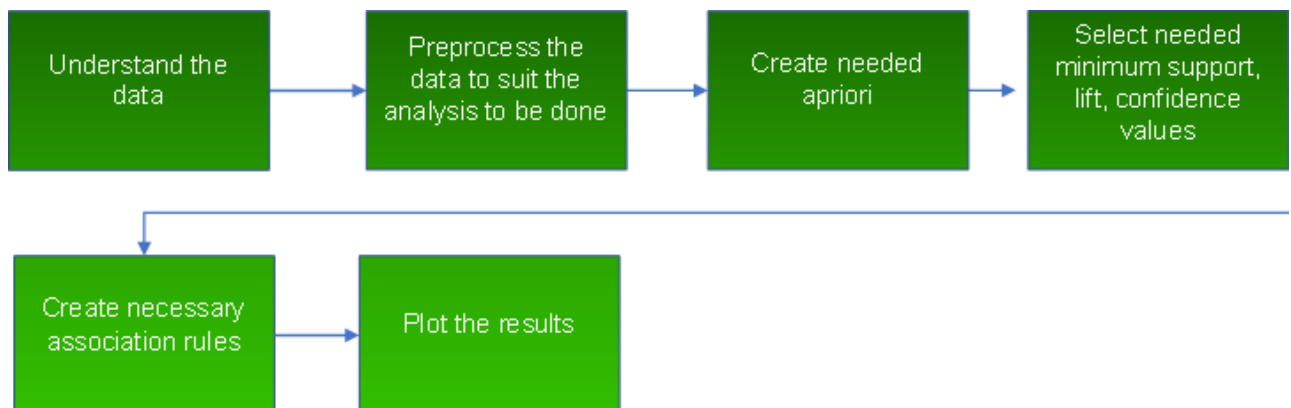 Understand the
data
Preprocess the
data to suit the
analysis to be done
Create needed
apriori
Select needed
minimum support,
lift, confidence
values
Create necessary
association rules
Plot the results